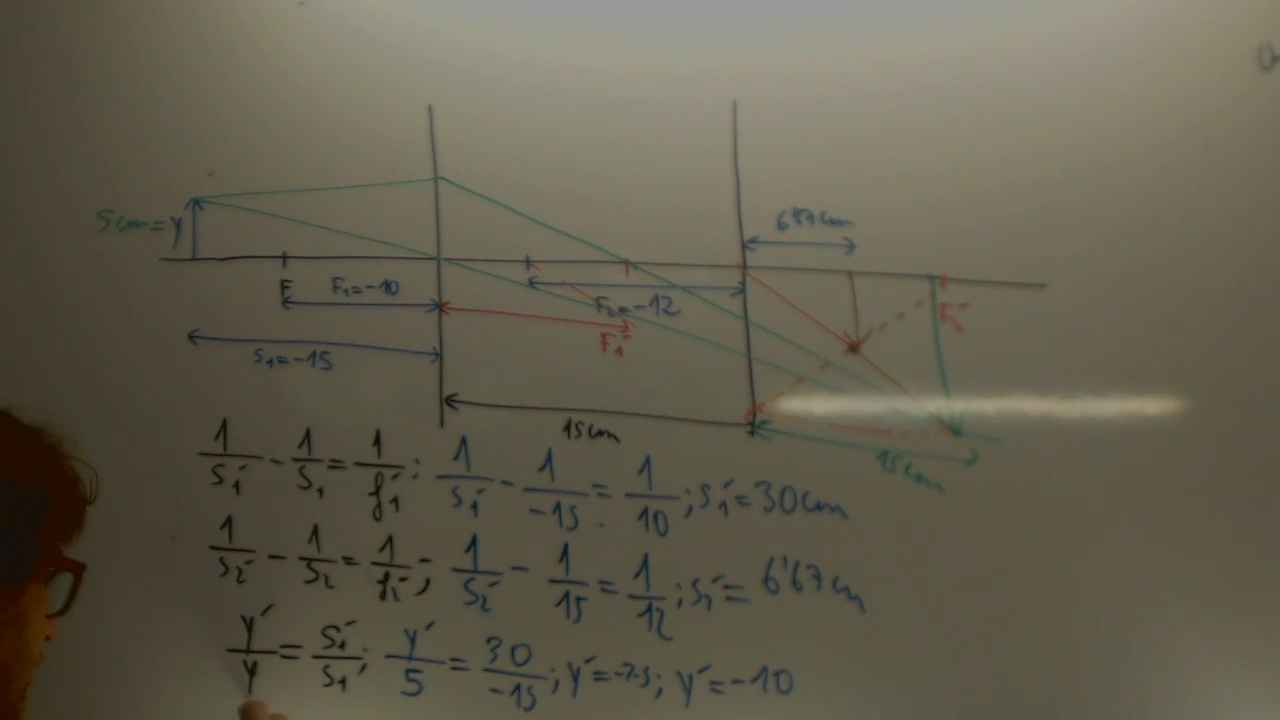 6'67cm
5cm=y
F F₁=-10
F₂=-12
F₁'
F₂'
s₁=-15
15cm
15cm
1/s₁' - 1/s₁ = 1/f₁' : 1/s₁' - 1/-15 = 1/10 ; s₁'=30cm
1/s₂' - 1/s₂ = 1/f₂' ; 1/s₂' - 1/15 = 1/12 ; s₂'= 6'67cm
y'/y = s₁'/s₁ ; y'/5 = 30/-15 ; y'=-2·5; y'=-10